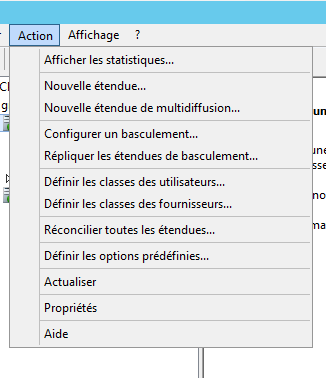 Action Affichage ?
Afficher les statistiques...
Nouvelle étendue...
Nouvelle étendue de multidiffusion...
Configurer un basculement...
Répliquer les étendues de basculement...
Définir les classes des utilisateurs...
Définir les classes des fournisseurs...
Réconcilier toutes les étendues...
Définir les options prédéfinies...
Actualiser
Propriétés
Aide